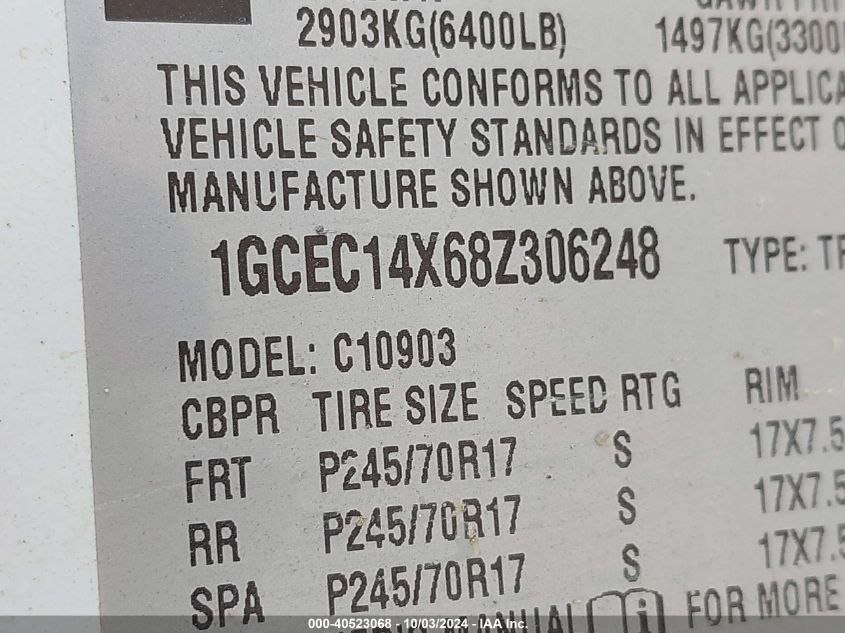 2903KG(6400LB) 1497KG(3300
THIS VEHICLE CONFORMS TO ALL APPLICA
VEHICLE SAFETY STANDARDS IN EFFECT O
MANUFACTURE SHOWN ABOVE.
1GCEC14X68Z306248 TYPE: TR
MODEL: C10903
CBPR TIRE SIZE SPEED RTG RIM
FRT P245/70R17 S 17X7.5
RR P245/70R17 S 17X7.5
SPA P245/70R17 S 17X7.5
MANUAL FOR MORE
000-40523068 - 10/03/2024 - IAA Inc.